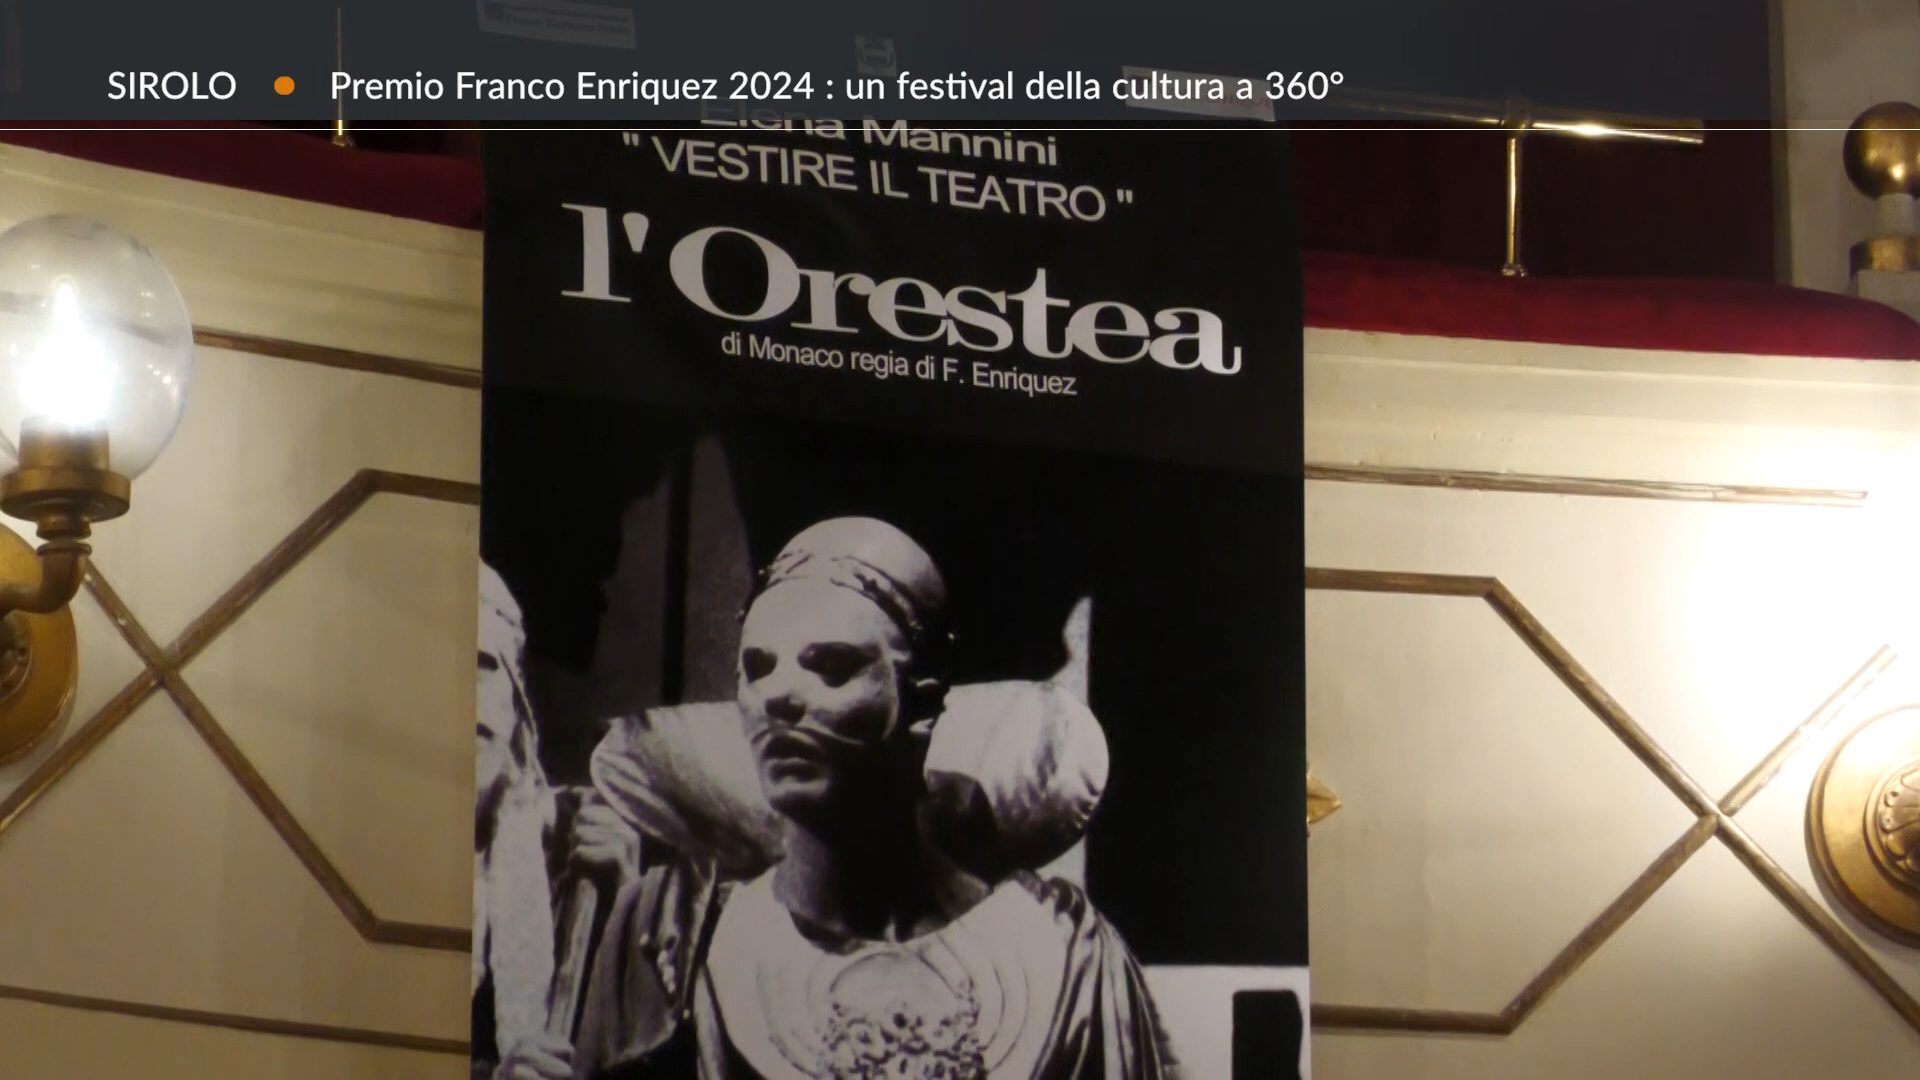 SIROLO • Premio Franco Enriquez 2024 : un festival della cultura a 360°
Elena Mannini
" VESTIRE IL TEATRO "
l'Orestea
di Monaco regia di F. Enriquez